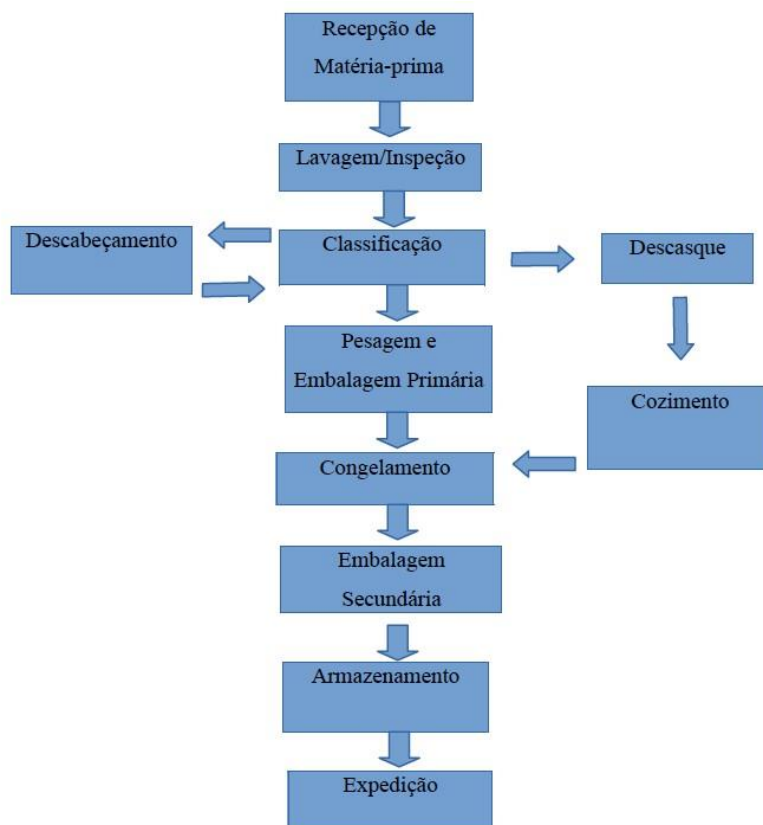 Recepção de
Matéria-prima
Lavagem/Inspeção
Descabeçamento
Classificação
Descasque
Pesagem e
Embalagem Primária
Cozimento
Congelamento
Embalagem
Secundária
Armazenamento
Expedição